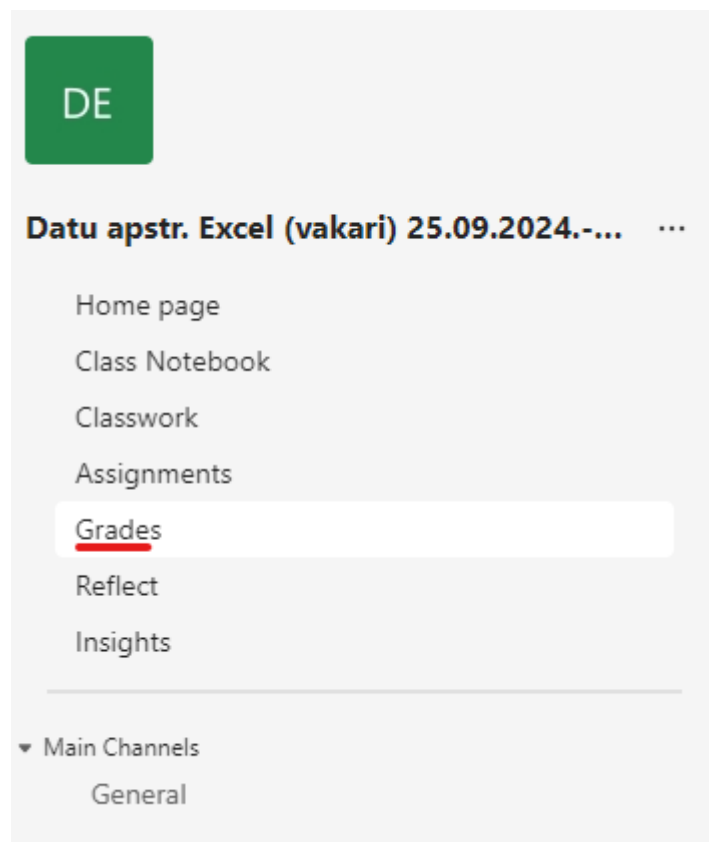 DE
Datu apstr. Excel (vakari) 25.09.2024.-... ...
Home page
Class Notebook
Classwork
Assignments
Grades
Reflect
Insights
Main Channels
General